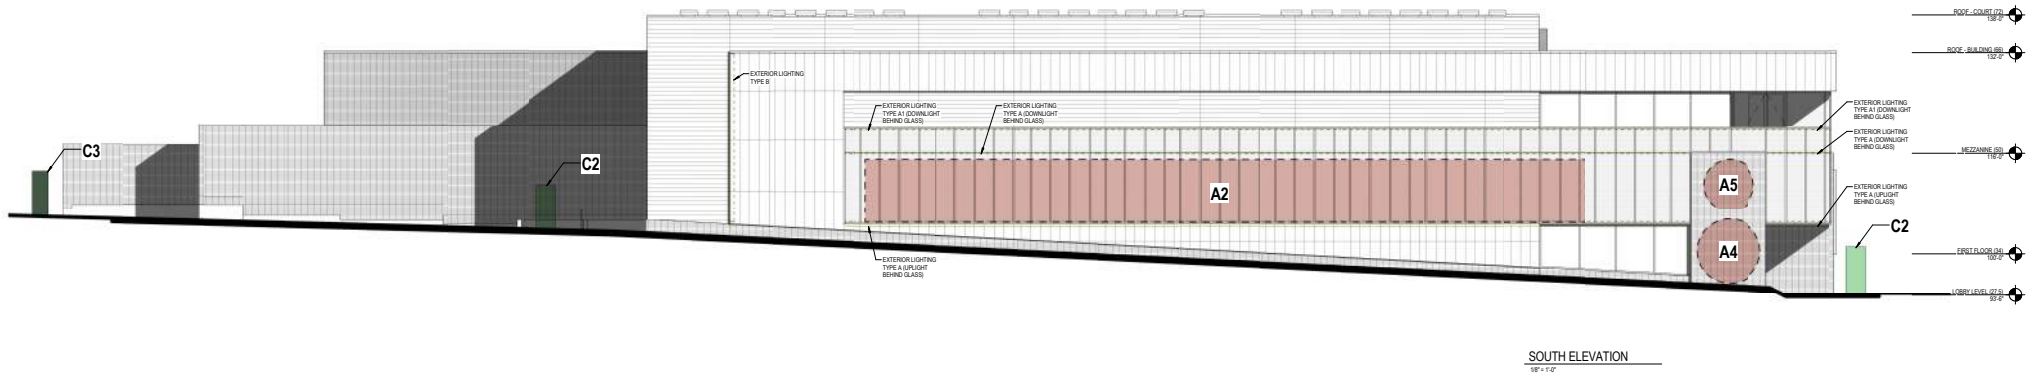 ROOF - COURT (72)
138'-0"
ROOF - BUILDING (66)
132'-0"
EXTERIOR LIGHTING
TYPE B
EXTERIOR LIGHTING
TYPE A1 (DOWNLIGHT
BEHIND GLASS)
EXTERIOR LIGHTING
TYPE A (DOWNLIGHT
BEHIND GLASS)
EXTERIOR LIGHTING
TYPE A1 (DOWNLIGHT
BEHIND GLASS)
EXTERIOR LIGHTING
TYPE A (DOWNLIGHT
BEHIND GLASS)
MEZZANINE (50)
116'-0"
C3
C2
A2
A5
EXTERIOR LIGHTING
TYPE A (UPLIGHT
BEHIND GLASS)
C2
A4
FIRST FLOOR (34)
100'-0"
EXTERIOR LIGHTING
TYPE A (UPLIGHT
BEHIND GLASS)
LOBBY LEVEL (27.5)
93'-6"
SOUTH ELEVATION
1/8" = 1'-0"